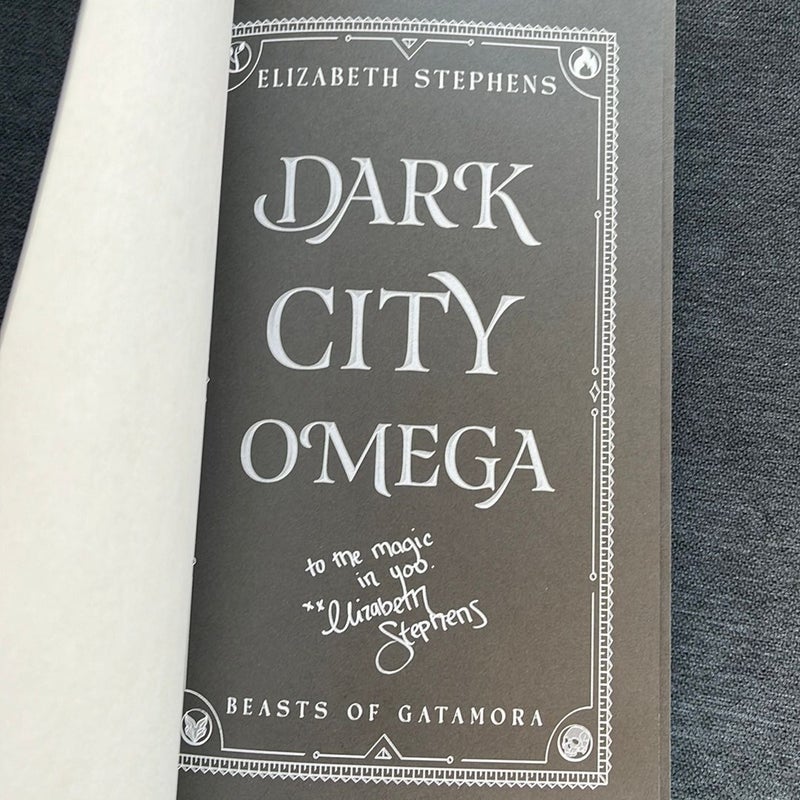 ELIZABETH STEPHENS
DARK
CITY
OMEGA
to the magic
in you.
xx Elizabeth
Stephens
BEASTS OF GATAMORA